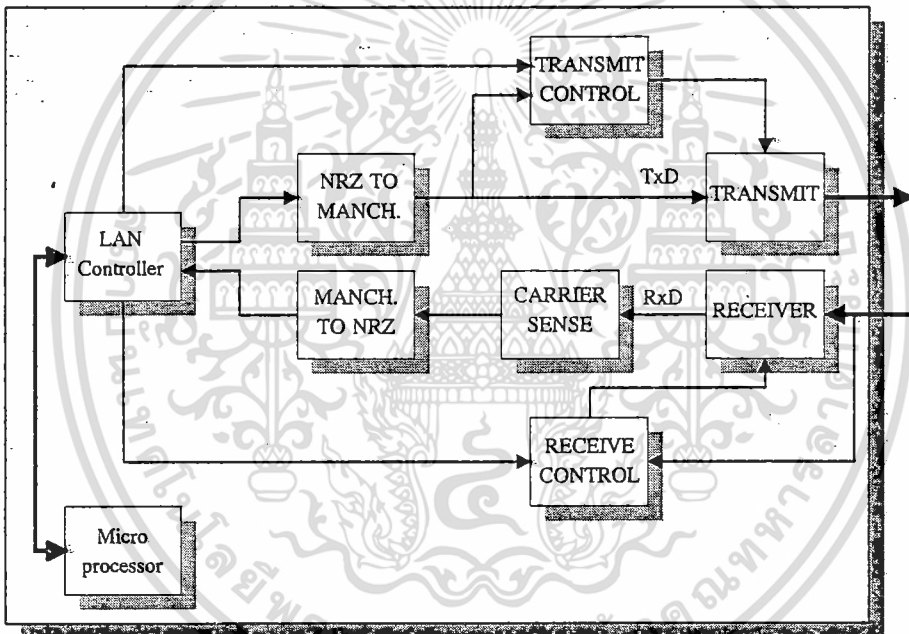 TRANSMIT
CONTROL
NRZ TO
MANCH.
TxD
TRANSMIT
LAN
Controller
MANCH.
TO NRZ
CARRIER
SENSE
RxD
RECEIVER
RECEIVE
CONTROL
Micro
processor